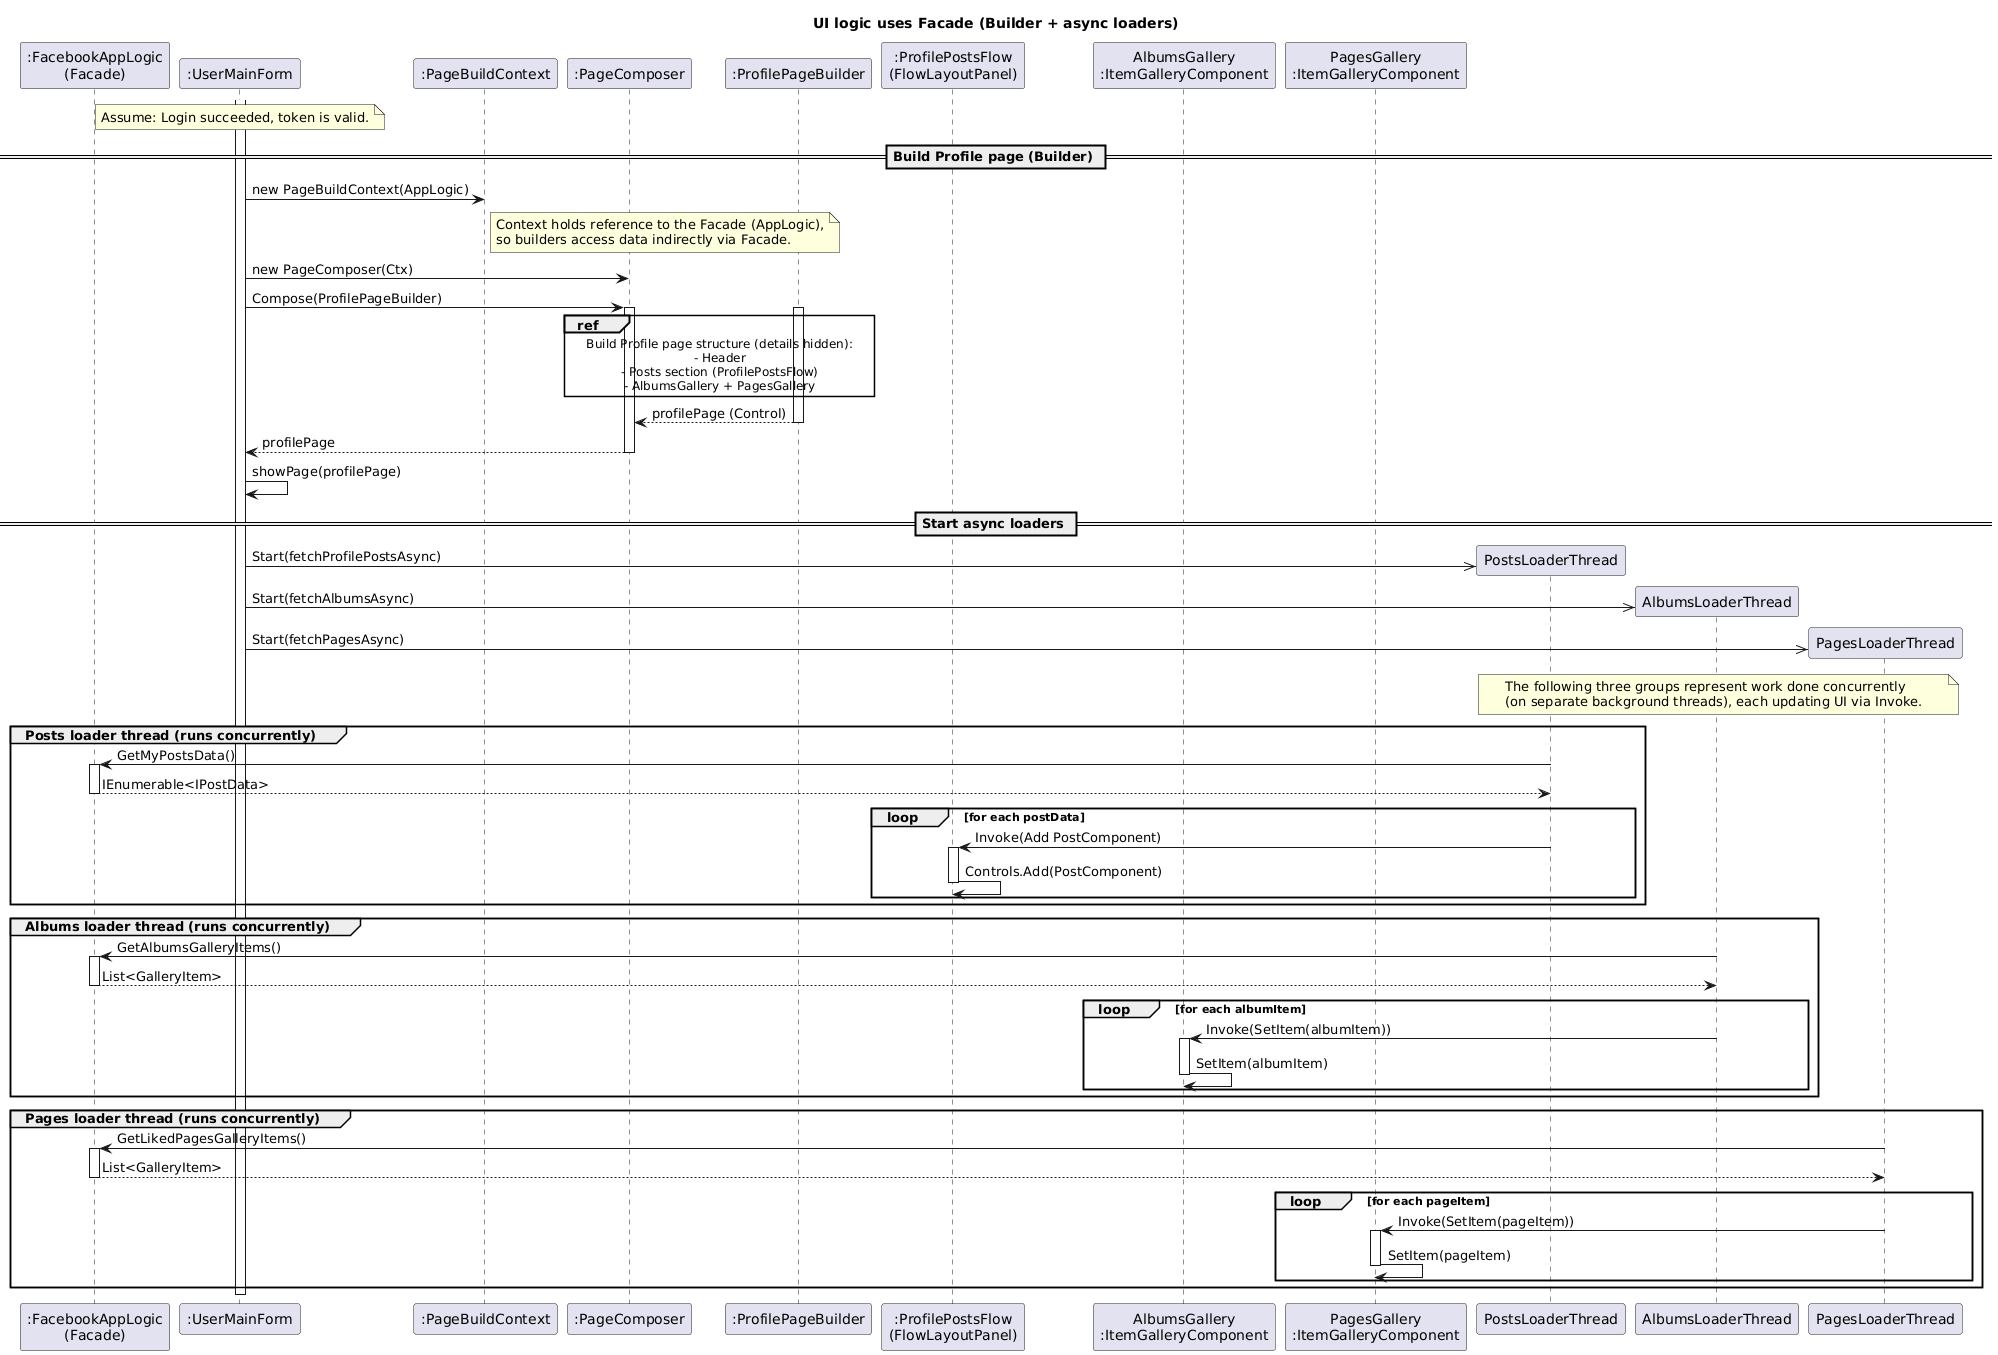 UI logic uses Facade (Builder + async loaders)
:FacebookAppLogic
(Facade)
:UserMainForm
:PageBuildContext
:PageComposer
:ProfilePageBuilder
:ProfilePostsFlow
(FlowLayoutPanel)
AlbumsGallery
:ItemGalleryComponent
PagesGallery
:ItemGalleryComponent
Assume: Login succeeded, token is valid.
Build Profile page (Builder)
new PageBuildContext(AppLogic)
Context holds reference to the Facade (AppLogic),
so builders access data indirectly via Facade.
new PageComposer(Ctx)
Compose(ProfilePageBuilder)
ref
Build Profile page structure (details hidden):
- Header
- Posts section (ProfilePostsFlow)
- AlbumsGallery + PagesGallery
profilePage (Control)
profilePage
showPage(profilePage)
Start async loaders
Start(fetchProfilePostsAsync)
PostsLoaderThread
Start(fetchAlbumsAsync)
AlbumsLoaderThread
Start(fetchPagesAsync)
PagesLoaderThread
The following three groups represent work done concurrently
(on separate background threads), each updating UI via Invoke.
Posts loader thread (runs concurrently)
GetMyPostsData()
IEnumerable<IPostData>
loop
[for each postData]
Invoke(Add PostComponent)
Controls.Add(PostComponent)
Albums loader thread (runs concurrently)
GetAlbumsGalleryItems()
List<GalleryItem>
loop
[for each albumItem]
Invoke(SetItem(albumItem))
SetItem(albumItem)
Pages loader thread (runs concurrently)
GetLikedPagesGalleryItems()
List<GalleryItem>
loop
[for each pageItem]
Invoke(SetItem(pageItem))
SetItem(pageItem)
:FacebookAppLogic
(Facade)
:UserMainForm
:PageBuildContext
:PageComposer
:ProfilePageBuilder
:ProfilePostsFlow
(FlowLayoutPanel)
AlbumsGallery
:ItemGalleryComponent
PagesGallery
:ItemGalleryComponent
PostsLoaderThread
AlbumsLoaderThread
PagesLoaderThread